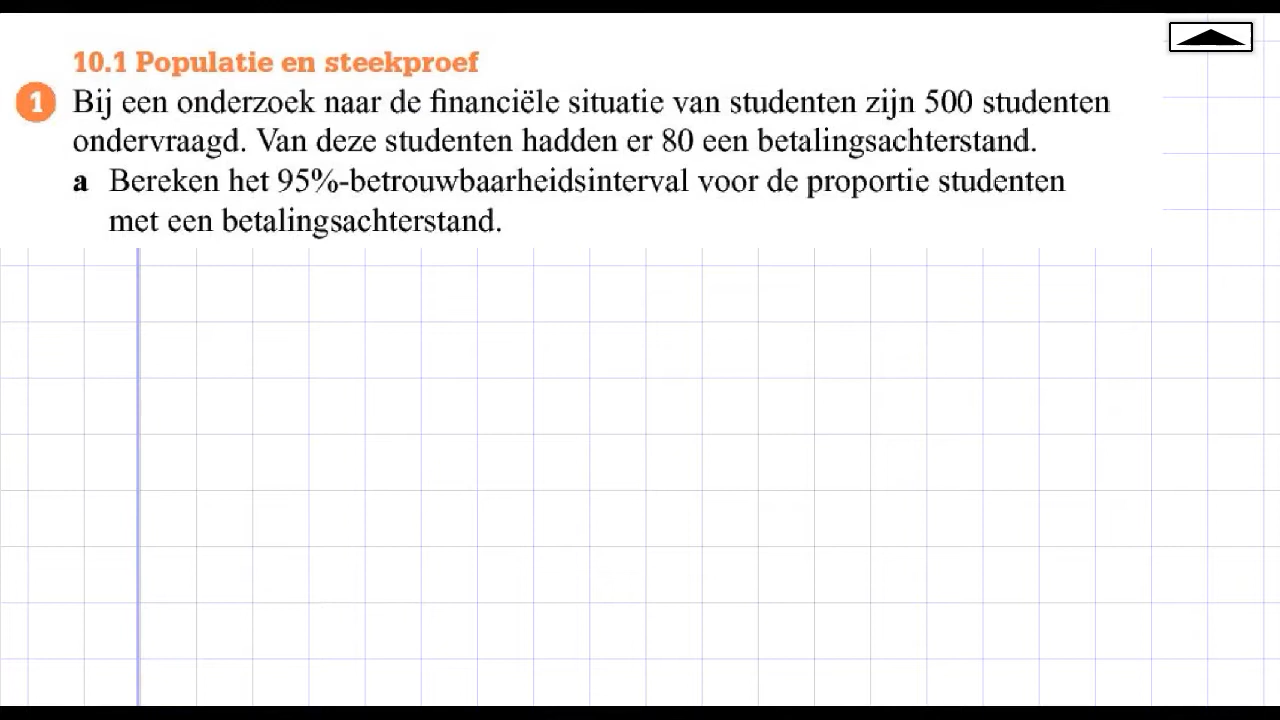 10.1 Populatie en steekproef
1 Bij een onderzoek naar de financiële situatie van studenten zijn 500 studenten
ondervraagd. Van deze studenten hadden er 80 een betalingsachterstand.
a Bereken het 95%-betrouwbaarheidsinterval voor de proportie studenten
met een betalingsachterstand.